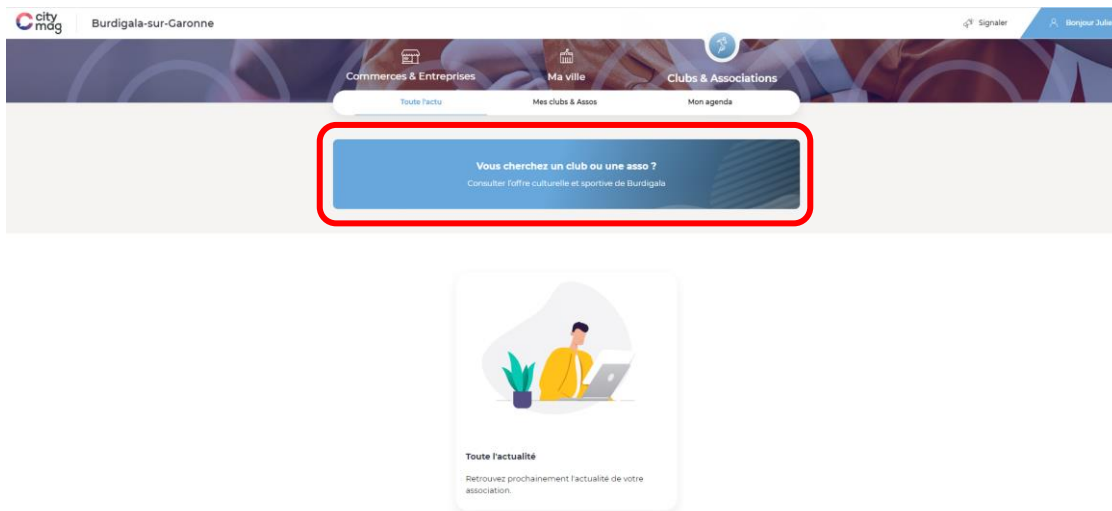 city
mag
Burdigala-sur-Garonne
Signaler
Bonjour Julie
Commerces & Entreprises
Ma ville
Clubs & Associations
Toute l'actu
Mes clubs & Assos
Mon agenda
Vous cherchez un club ou une asso ?
Consulter l'offre culturelle et sportive de Burdigala
Toute l'actualité
Retrouvez prochainement l'actualité de votre
association.